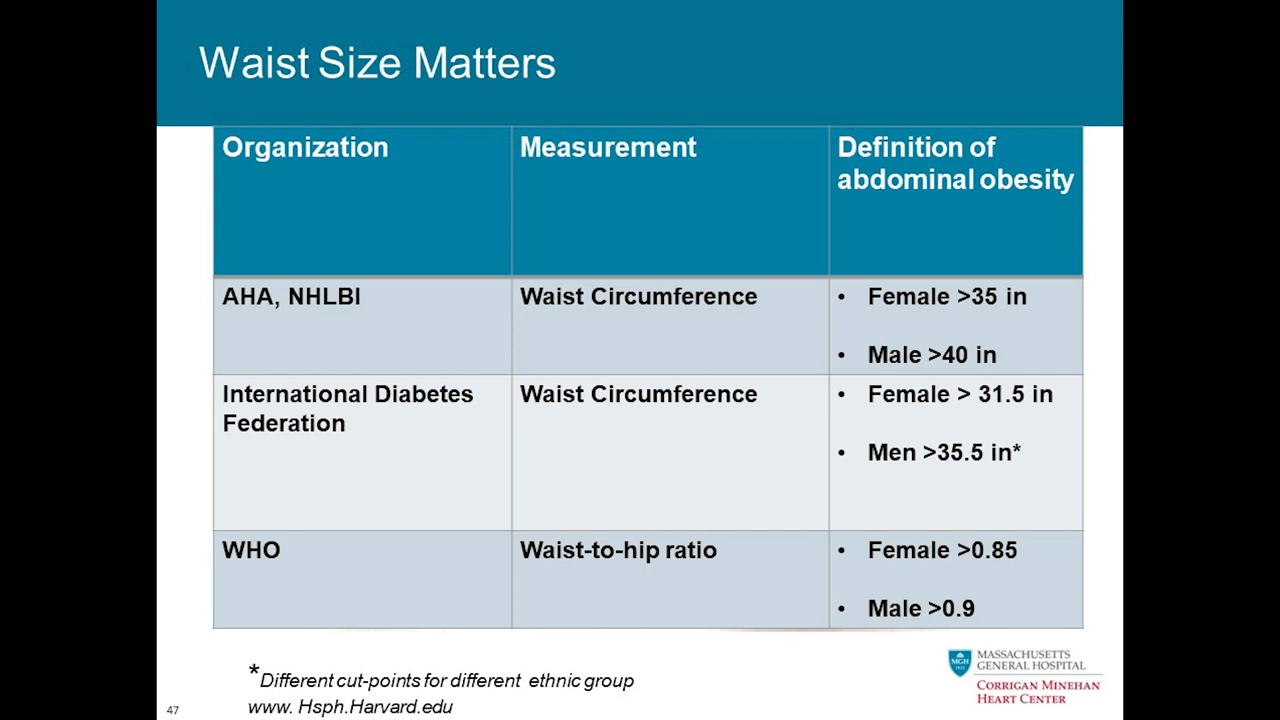 Waist Size Matters
Organization
Measurement
Definition of
abdominal obesity
AHA, NHLBI
Waist Circumference
• Female >35 in
• Male >40 in
International Diabetes
Federation
Waist Circumference
• Female > 31.5 in
• Men >35.5 in*
WHO
Waist-to-hip ratio
• Female >0.85
• Male >0.9
*Different cut-points for different ethnic group
www. Hsph.Harvard.edu
47
MGH
1811
MASSACHUSETTS
GENERAL HOSPITAL
CORRIGAN MINEHAN
HEART CENTER